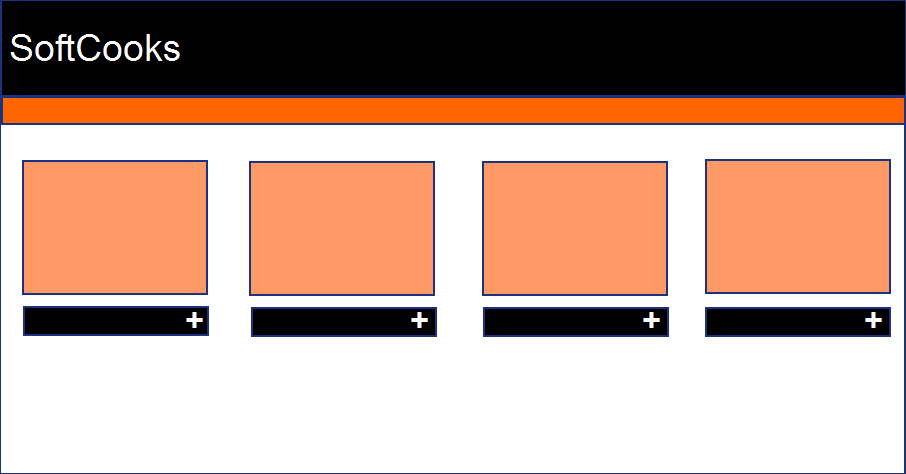 SoftCooks
+ + + +